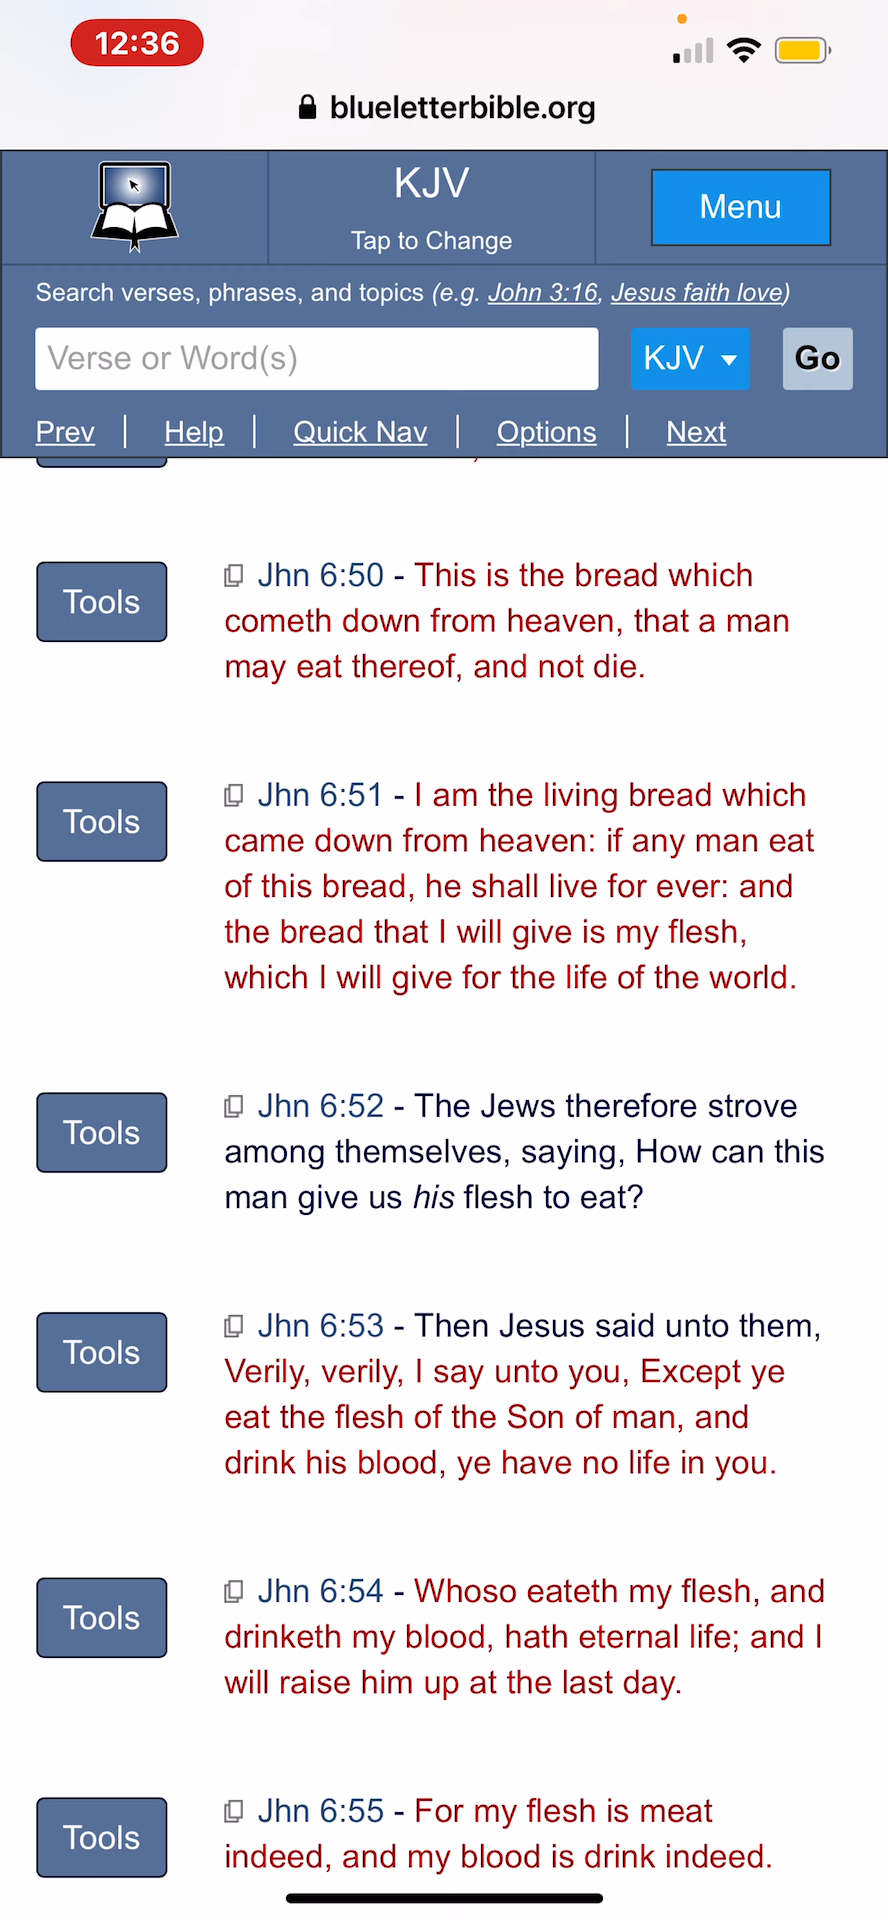 12:36
blueletterbible.org
KJV
Tap to Change
Menu
Search verses, phrases, and topics (e.g. John 3:16, Jesus faith love)
Verse or Word(s)
KJV
Go
Prev | Help | Quick Nav | Options | Next
Tools
Jhn 6:50 - This is the bread which
cometh down from heaven, that a man
may eat thereof, and not die.
Tools
Jhn 6:51 - I am the living bread which
came down from heaven: if any man eat
of this bread, he shall live for ever: and
the bread that I will give is my flesh,
which I will give for the life of the world.
Tools
Jhn 6:52 - The Jews therefore strove
among themselves, saying, How can this
man give us his flesh to eat?
Tools
Jhn 6:53 - Then Jesus said unto them,
Verily, verily, I say unto you, Except ye
eat the flesh of the Son of man, and
drink his blood, ye have no life in you.
Tools
Jhn 6:54 - Whoso eateth my flesh, and
drinketh my blood, hath eternal life; and I
will raise him up at the last day.
Tools
Jhn 6:55 - For my flesh is meat
indeed, and my blood is drink indeed.